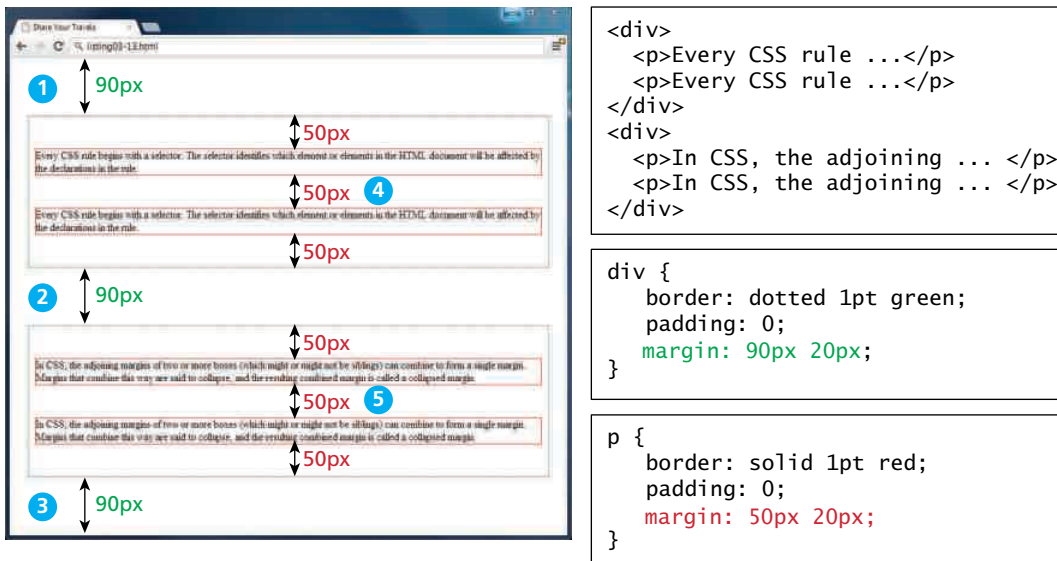 Share Your Travels
listing03-13.html
1
90px
50px
Every CSS rule begins with a selector. The selector identifies which element or elements in the HTML document will be affected by
the declarations in the rule.
50px
4
Every CSS rule begins with a selector. The selector identifies which element or elements in the HTML document will be affected by
the declarations in the rule.
50px
2
90px
50px
In CSS, the adjoining margins of two or more boxes (which might or might not be siblings) can combine to form a single margin.
Margins that combine this way are said to collapse, and the resulting combined margin is called a collapsed margin.
50px
5
In CSS, the adjoining margins of two or more boxes (which might or might not be siblings) can combine to form a single margin.
Margins that combine this way are said to collapse, and the resulting combined margin is called a collapsed margin.
50px
3
90px
<div>
<p>Every CSS rule ...</p>
<p>Every CSS rule ...</p>
</div>
<div>
<p>In CSS, the adjoining ... </p>
<p>In CSS, the adjoining ... </p>
</div>
div {
border: dotted 1pt green;
padding: 0;
margin: 90px 20px;
}
p {
border: solid 1pt red;
padding: 0;
margin: 50px 20px;
}